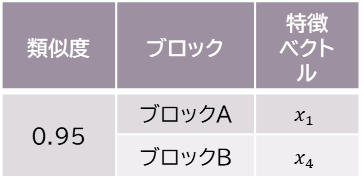 類似度 ブロック 特徴
ベクト
ル
0.95 ブロックA x₁
ブロックB x₄